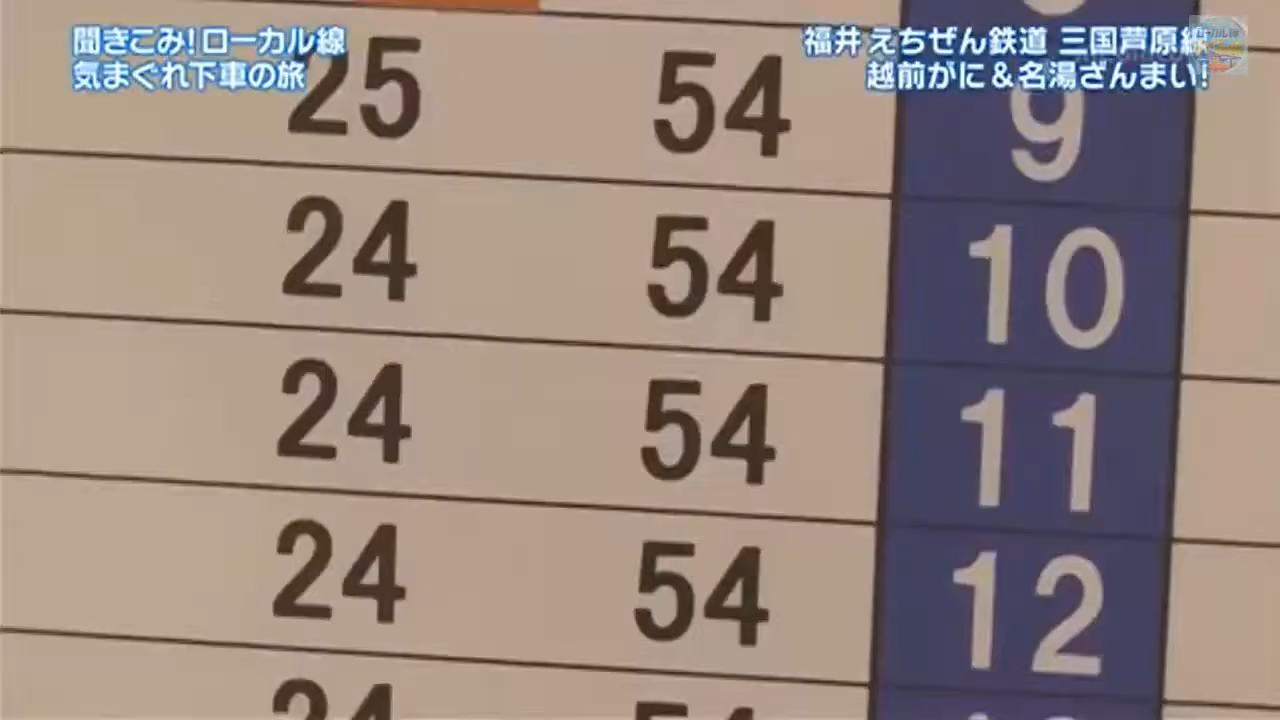 聞きこみ!ローカル線
気まぐれ下車の旅
福井 えちぜん鉄道 三国芦原線
越前がに&名湯ざんまい!
25 54 9
24 54 10
24 54 11
24 54 12
24 54